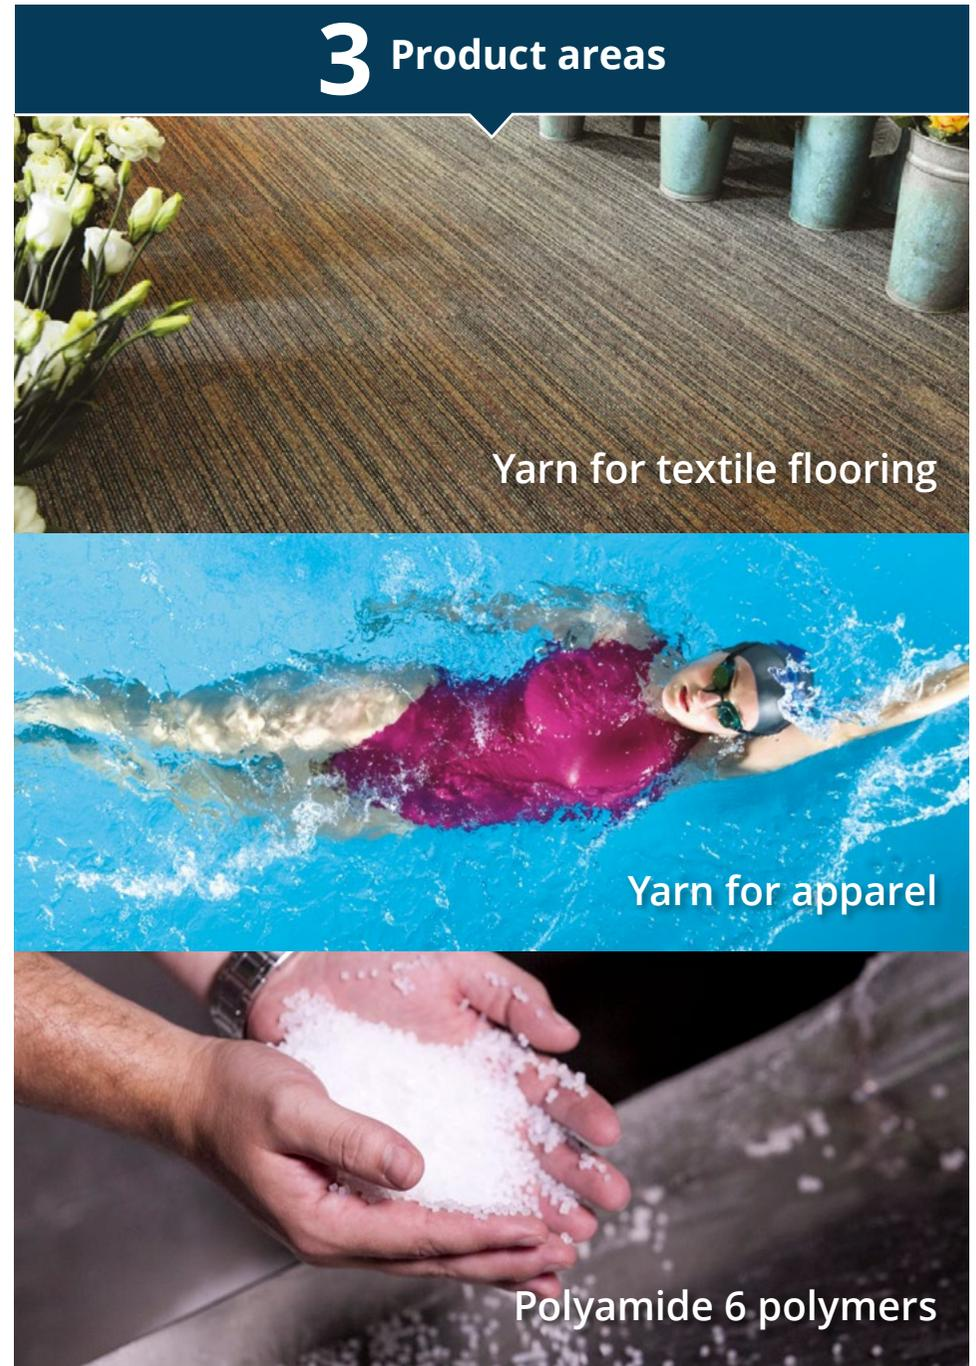 3 Product areas
Yarn for textile flooring
Yarn for apparel
Polyamide 6 polymers